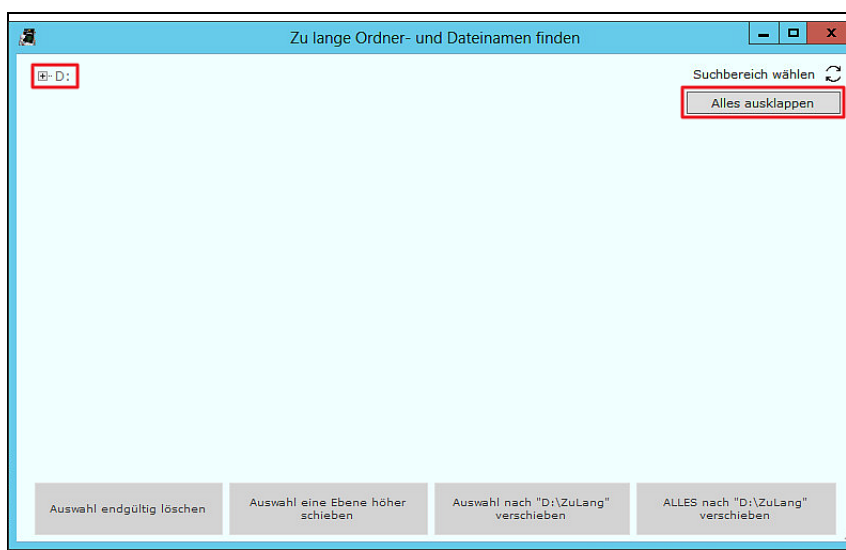 Zu lange Ordner- und Dateinamen finden
D:
Suchbereich wählen
Alles ausklappen
Auswahl endgültig löschen
Auswahl eine Ebene höher
schieben
Auswahl nach "D:\ZuLang"
verschieben
ALLES nach "D:\ZuLang"
verschieben